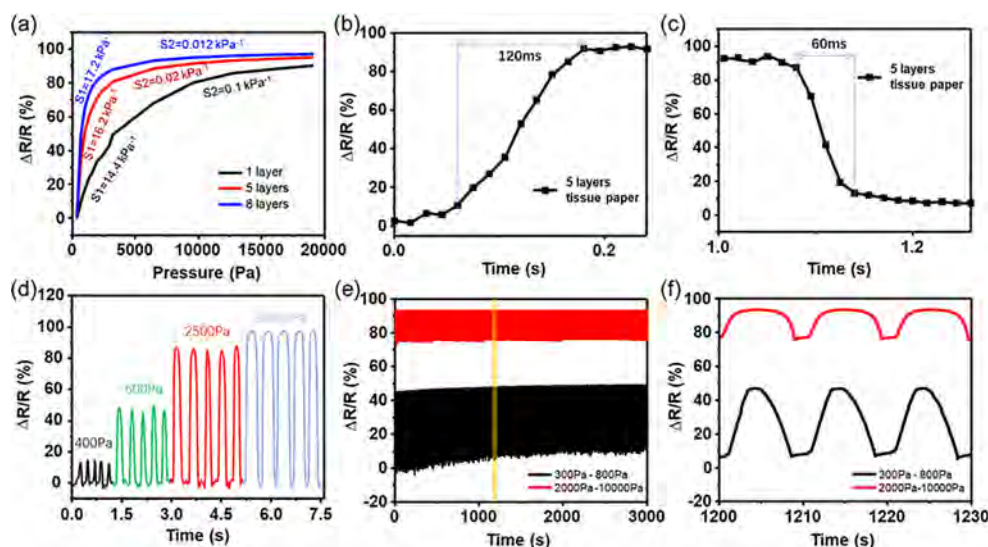 (a)
ΔR/R (%)
100
80
60
40
20
0
S1=17.2 kPa⁻¹
S1=16.2 kPa⁻¹
S1=14.4 kPa⁻¹
S2=0.012 kPa⁻¹
S2=0.02 kPa⁻¹
S2=0.1 kPa⁻¹
1 layer
5 layers
8 layers
0 5000 10000 15000 20000
Pressure (Pa)
(b)
ΔR/R (%)
100
80
60
40
20
0
120ms
5 layers
tissue paper
0.0 0.2
Time (s)
(c)
ΔR/R (%)
100
80
60
40
20
0
60ms
5 layers
tissue paper
1.0 1.2
Time (s)
(d)
ΔR/R (%)
120
100
80
60
40
20
0
-20
400Pa
600Pa
2500Pa
0.0 1.5 3.0 4.5 6.0 7.5
Time (s)
(e)
ΔR/R (%)
100
80
60
40
20
0
-20
300Pa - 800Pa
2000Pa-10000Pa
0 1000 2000 3000
Time (s)
(f)
ΔR/R (%)
100
80
60
40
20
0
-20
300Pa - 800Pa
2000Pa-10000Pa
1200 1210 1220 1230
Time (s)